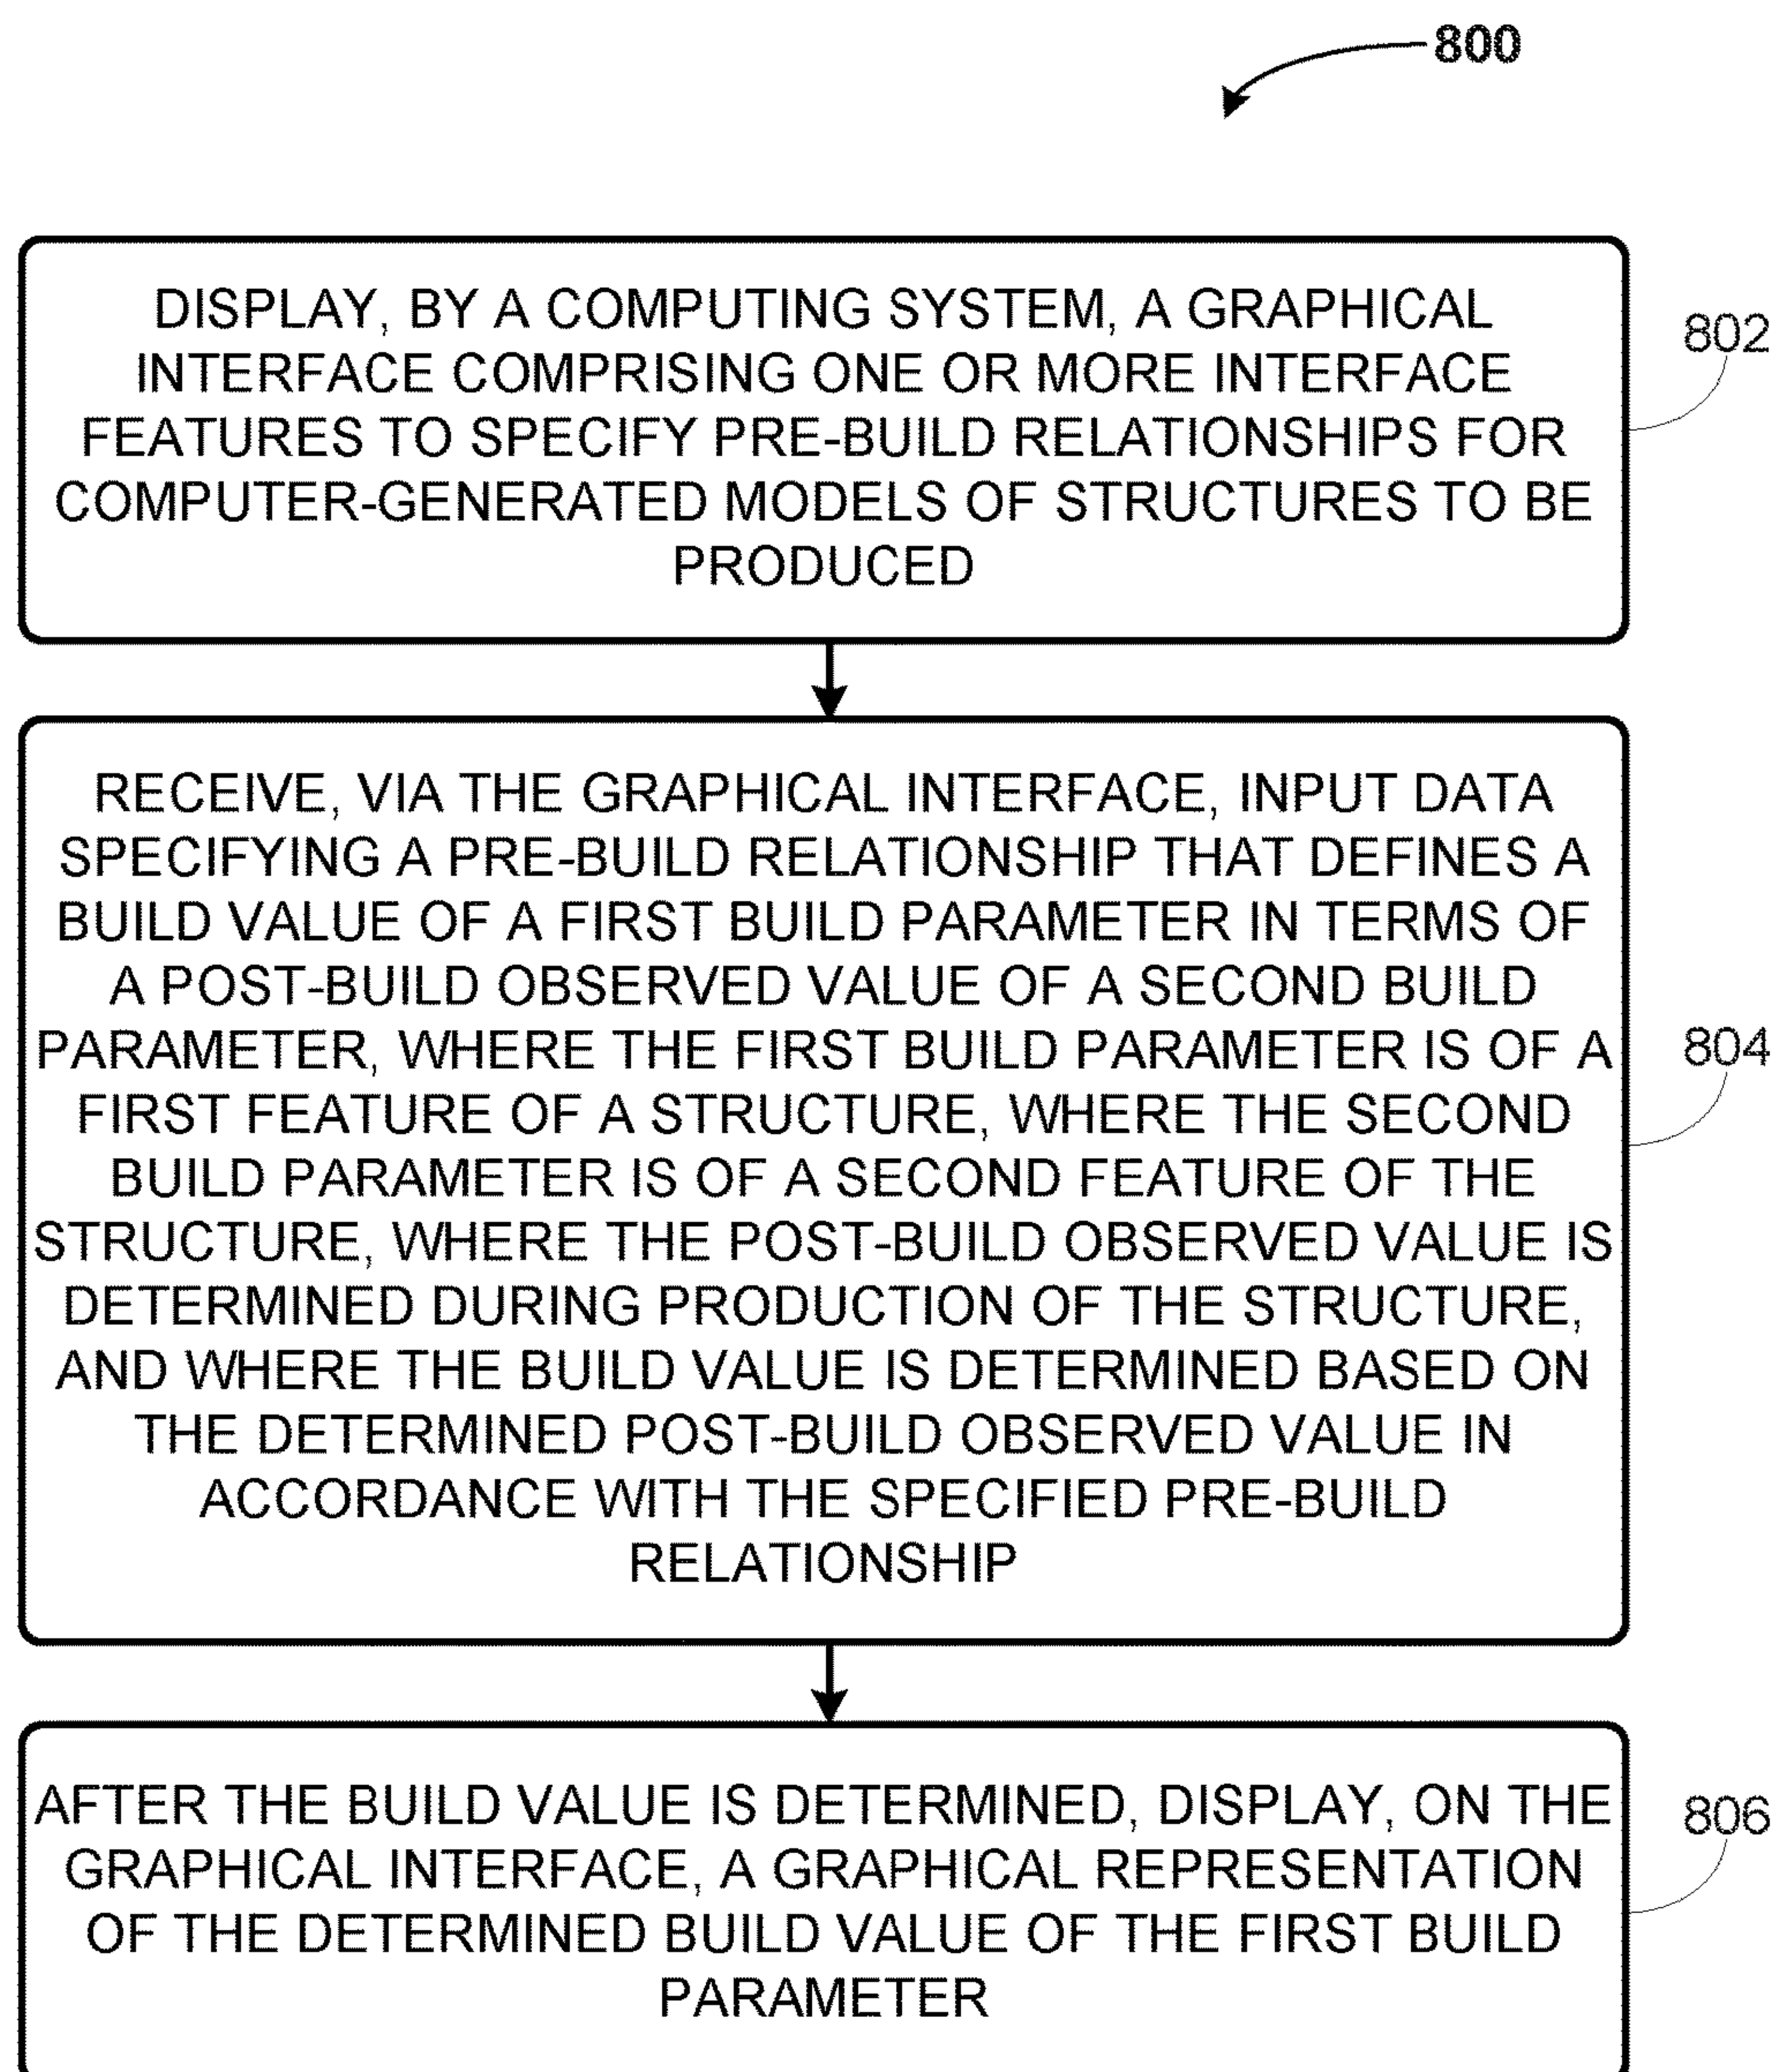 800
DISPLAY, BY A COMPUTING SYSTEM, A GRAPHICAL
INTERFACE COMPRISING ONE OR MORE INTERFACE
FEATURES TO SPECIFY PRE-BUILD RELATIONSHIPS FOR
COMPUTER-GENERATED MODELS OF STRUCTURES TO BE
PRODUCED
802
RECEIVE, VIA THE GRAPHICAL INTERFACE, INPUT DATA
SPECIFYING A PRE-BUILD RELATIONSHIP THAT DEFINES A
BUILD VALUE OF A FIRST BUILD PARAMETER IN TERMS OF
A POST-BUILD OBSERVED VALUE OF A SECOND BUILD
PARAMETER, WHERE THE FIRST BUILD PARAMETER IS OF A
FIRST FEATURE OF A STRUCTURE, WHERE THE SECOND
BUILD PARAMETER IS OF A SECOND FEATURE OF THE
STRUCTURE, WHERE THE POST-BUILD OBSERVED VALUE IS
DETERMINED DURING PRODUCTION OF THE STRUCTURE,
AND WHERE THE BUILD VALUE IS DETERMINED BASED ON
THE DETERMINED POST-BUILD OBSERVED VALUE IN
ACCORDANCE WITH THE SPECIFIED PRE-BUILD
RELATIONSHIP
804
AFTER THE BUILD VALUE IS DETERMINED, DISPLAY, ON THE
GRAPHICAL INTERFACE, A GRAPHICAL REPRESENTATION
OF THE DETERMINED BUILD VALUE OF THE FIRST BUILD
PARAMETER
806